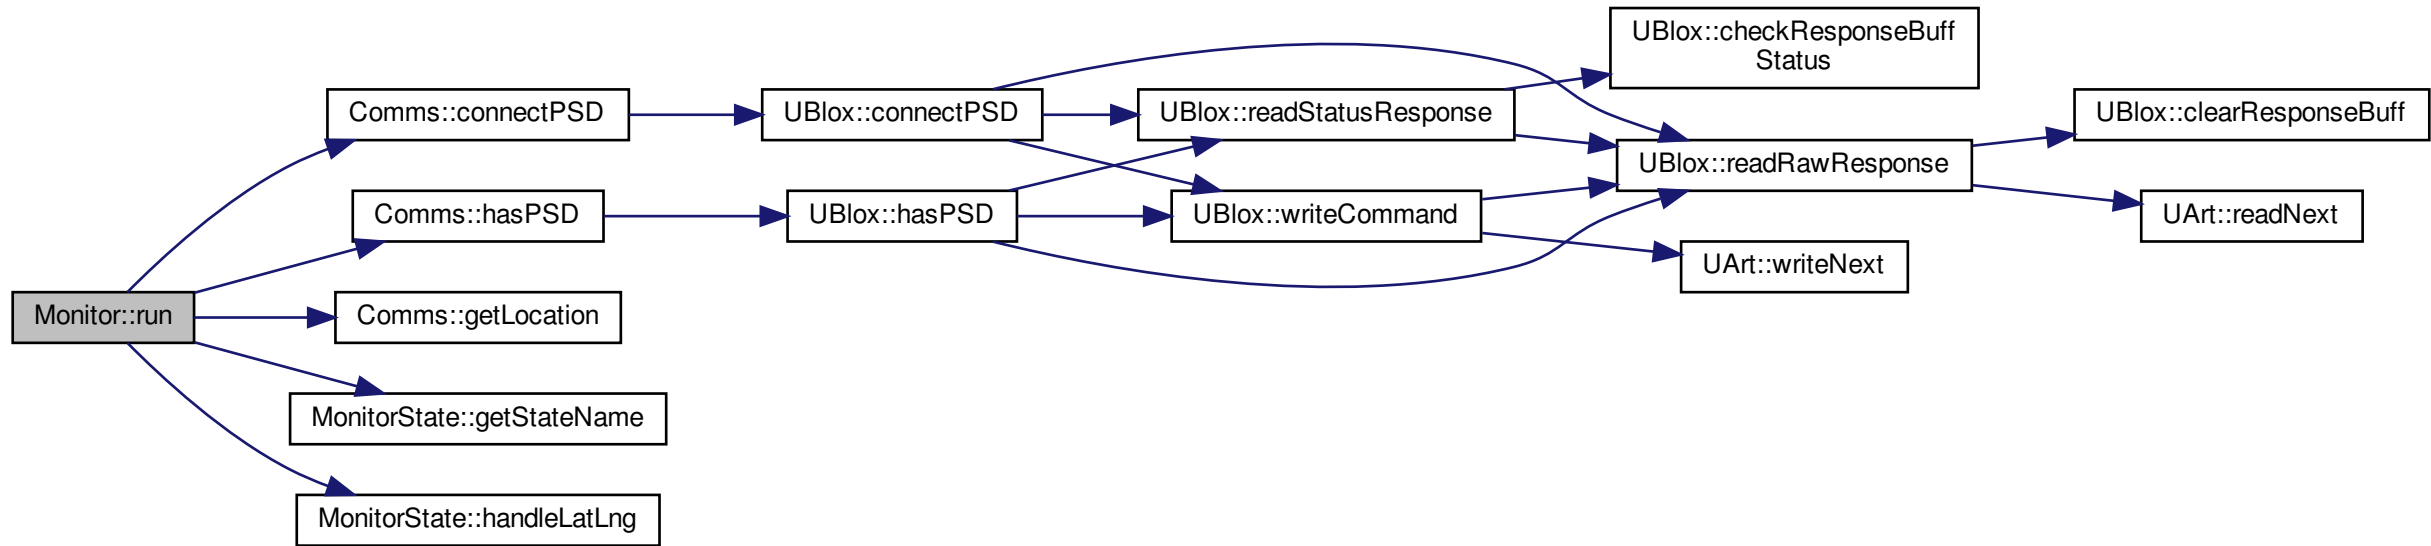 Monitor::run
Comms::connectPSD
Comms::hasPSD
Comms::getLocation
MonitorState::getStateName
MonitorState::handleLatLng
UBlox::connectPSD
UBlox::hasPSD
UBlox::readStatusResponse
UBlox::writeCommand
UBlox::checkResponseBuff
Status
UBlox::readRawResponse
UArt::writeNext
UBlox::clearResponseBuff
UArt::readNext